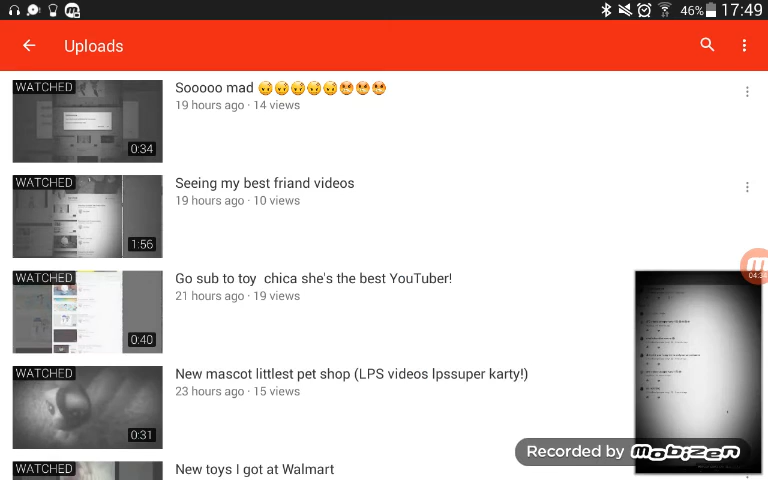 46% 17:49
Uploads
WATCHED
0:34
Sooooo mad 😠😠😠😠😠😡😡😡
19 hours ago · 14 views
WATCHED
1:56
Seeing my best friand videos
19 hours ago · 10 views
WATCHED
0:40
Go sub to toy  chica she's the best YouTuber!
21 hours ago · 19 views
04:34
WATCHED
0:31
New mascot littlest pet shop (LPS videos lpssuper karty!)
23 hours ago · 15 views
Recorded by mobizen
WATCHED
New toys I got at Walmart